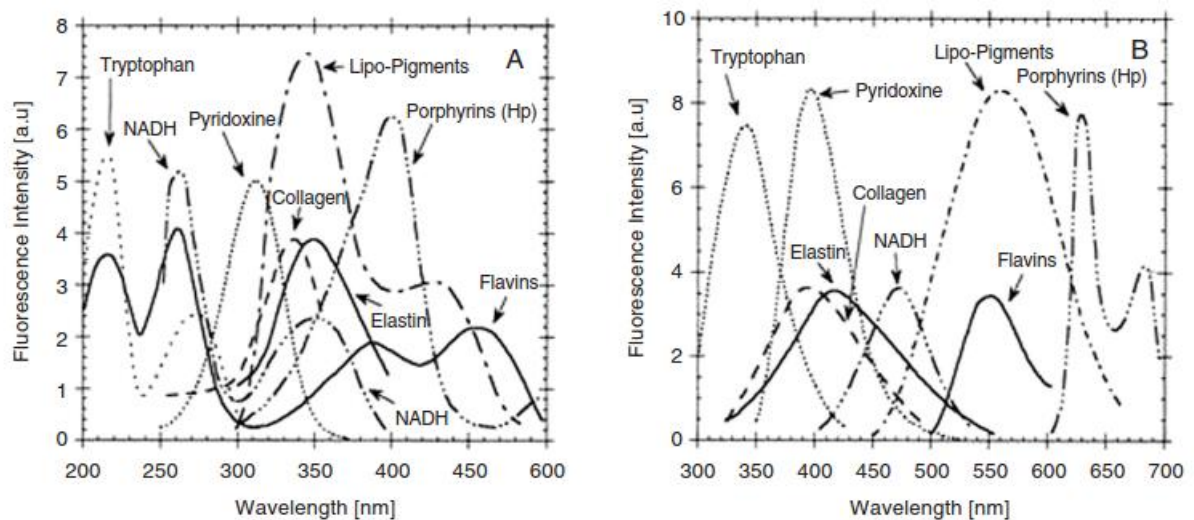 A
8
7
6
5
4
3
2
1
0
Fluorescence Intensity [a.u]
Tryptophan
NADH
Pyridoxine
Lipo-Pigments
Porphyrins (Hp)
Collagen
Flavins
Elastin
NADH
200 250 300 350 400 450 600
Wavelength [nm]
B
10
8
6
4
2
0
Fluorescence Intensity [a.u]
Tryptophan
Lipo-Pigments
Porphyrins (Hp)
Pyridoxine
Collagen
Elastin
NADH
Flavins
300 350 400 450 500 550 600 650 700
Wavelength [nm]